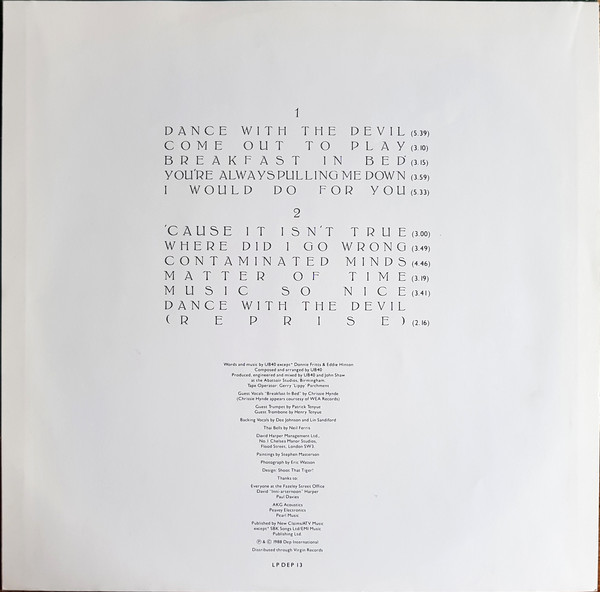 1
DANCE WITH THE DEVIL (5.39)
COME OUT TO PLAY (3.10)
BREAKFAST IN BED* (3.15)
YOU'RE ALWAYS PULLING ME DOWN (3.59)
I WOULD DO FOR YOU (5.33)
2
'CAUSE IT ISN'T TRUE (3.00)
WHERE DID I GO WRONG (3.49)
CONTAMINATED MINDS (4.46)
MATTER OF TIME (3.19)
MUSIC SO NICE (3.41)
DANCE WITH THE DEVIL
(REPRISE) (2.16)
Words and music by UB40 except* Donnie Fritts & Eddie Hinton
Composed and arranged by UB40
Produced, engineered and mixed by UB40 and John Shaw
at the Abattoir Studios, Birmingham.
Tape Operator: Gerry 'Lippy' Parchment
Guest Vocals 'Breakfast In Bed' by Chrissie Hynde
(Chrissie Hynde appears courtesy of WEA Records)
Guest Trumpet by Patrick Tenyue
Guest Trombone by Henry Tenyue
Backing Vocals by Dee Johnson and Lin Sandiford
Thai Bells by Neil Ferris
David Harper Management Ltd.,
No.1 Chelsea Manor Studios,
Flood Street, London SW3.
Paintings by Stephen Masterson
Photograph by Eric Watson
Design: Shoot That Tiger!
Thanks to:
Everyone at the Fazeley Street Office
David 'Innit afternoon' Harper
Paul Davies
AKG Acoustics
Peavey Electronics
Pearl Music
Published by New Claims/ATV Music
except* SBK Songs Ltd/EMI Music
Publishing Ltd.
℗ & © 1988 Dep International
Distributed through Virgin Records
LP DEP 13